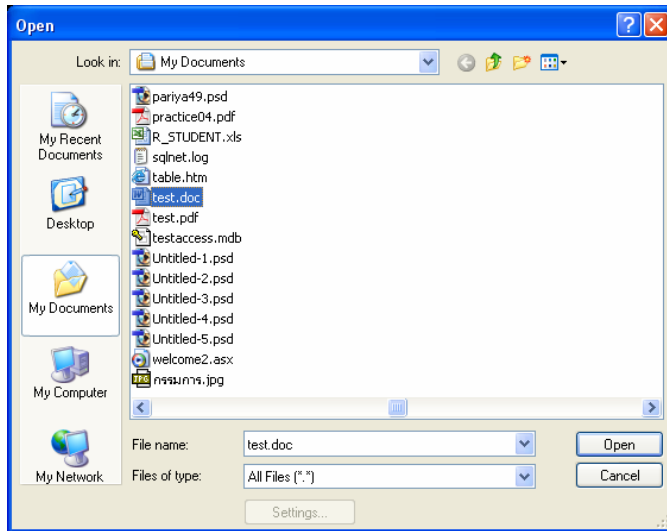 Open
Look in:
My Documents
My Recent
Documents
Desktop
My Documents
My Computer
My Network
pariya49.psd
practice04.pdf
R_STUDENT.xls
sqlnet.log
table.htm
test.doc
test.pdf
testaccess.mdb
Untitled-1.psd
Untitled-2.psd
Untitled-3.psd
Untitled-4.psd
Untitled-5.psd
welcome2.asx
กรรมการ.jpg
File name:
test.doc
Open
Files of type:
All Files (*.*)
Cancel
Settings...